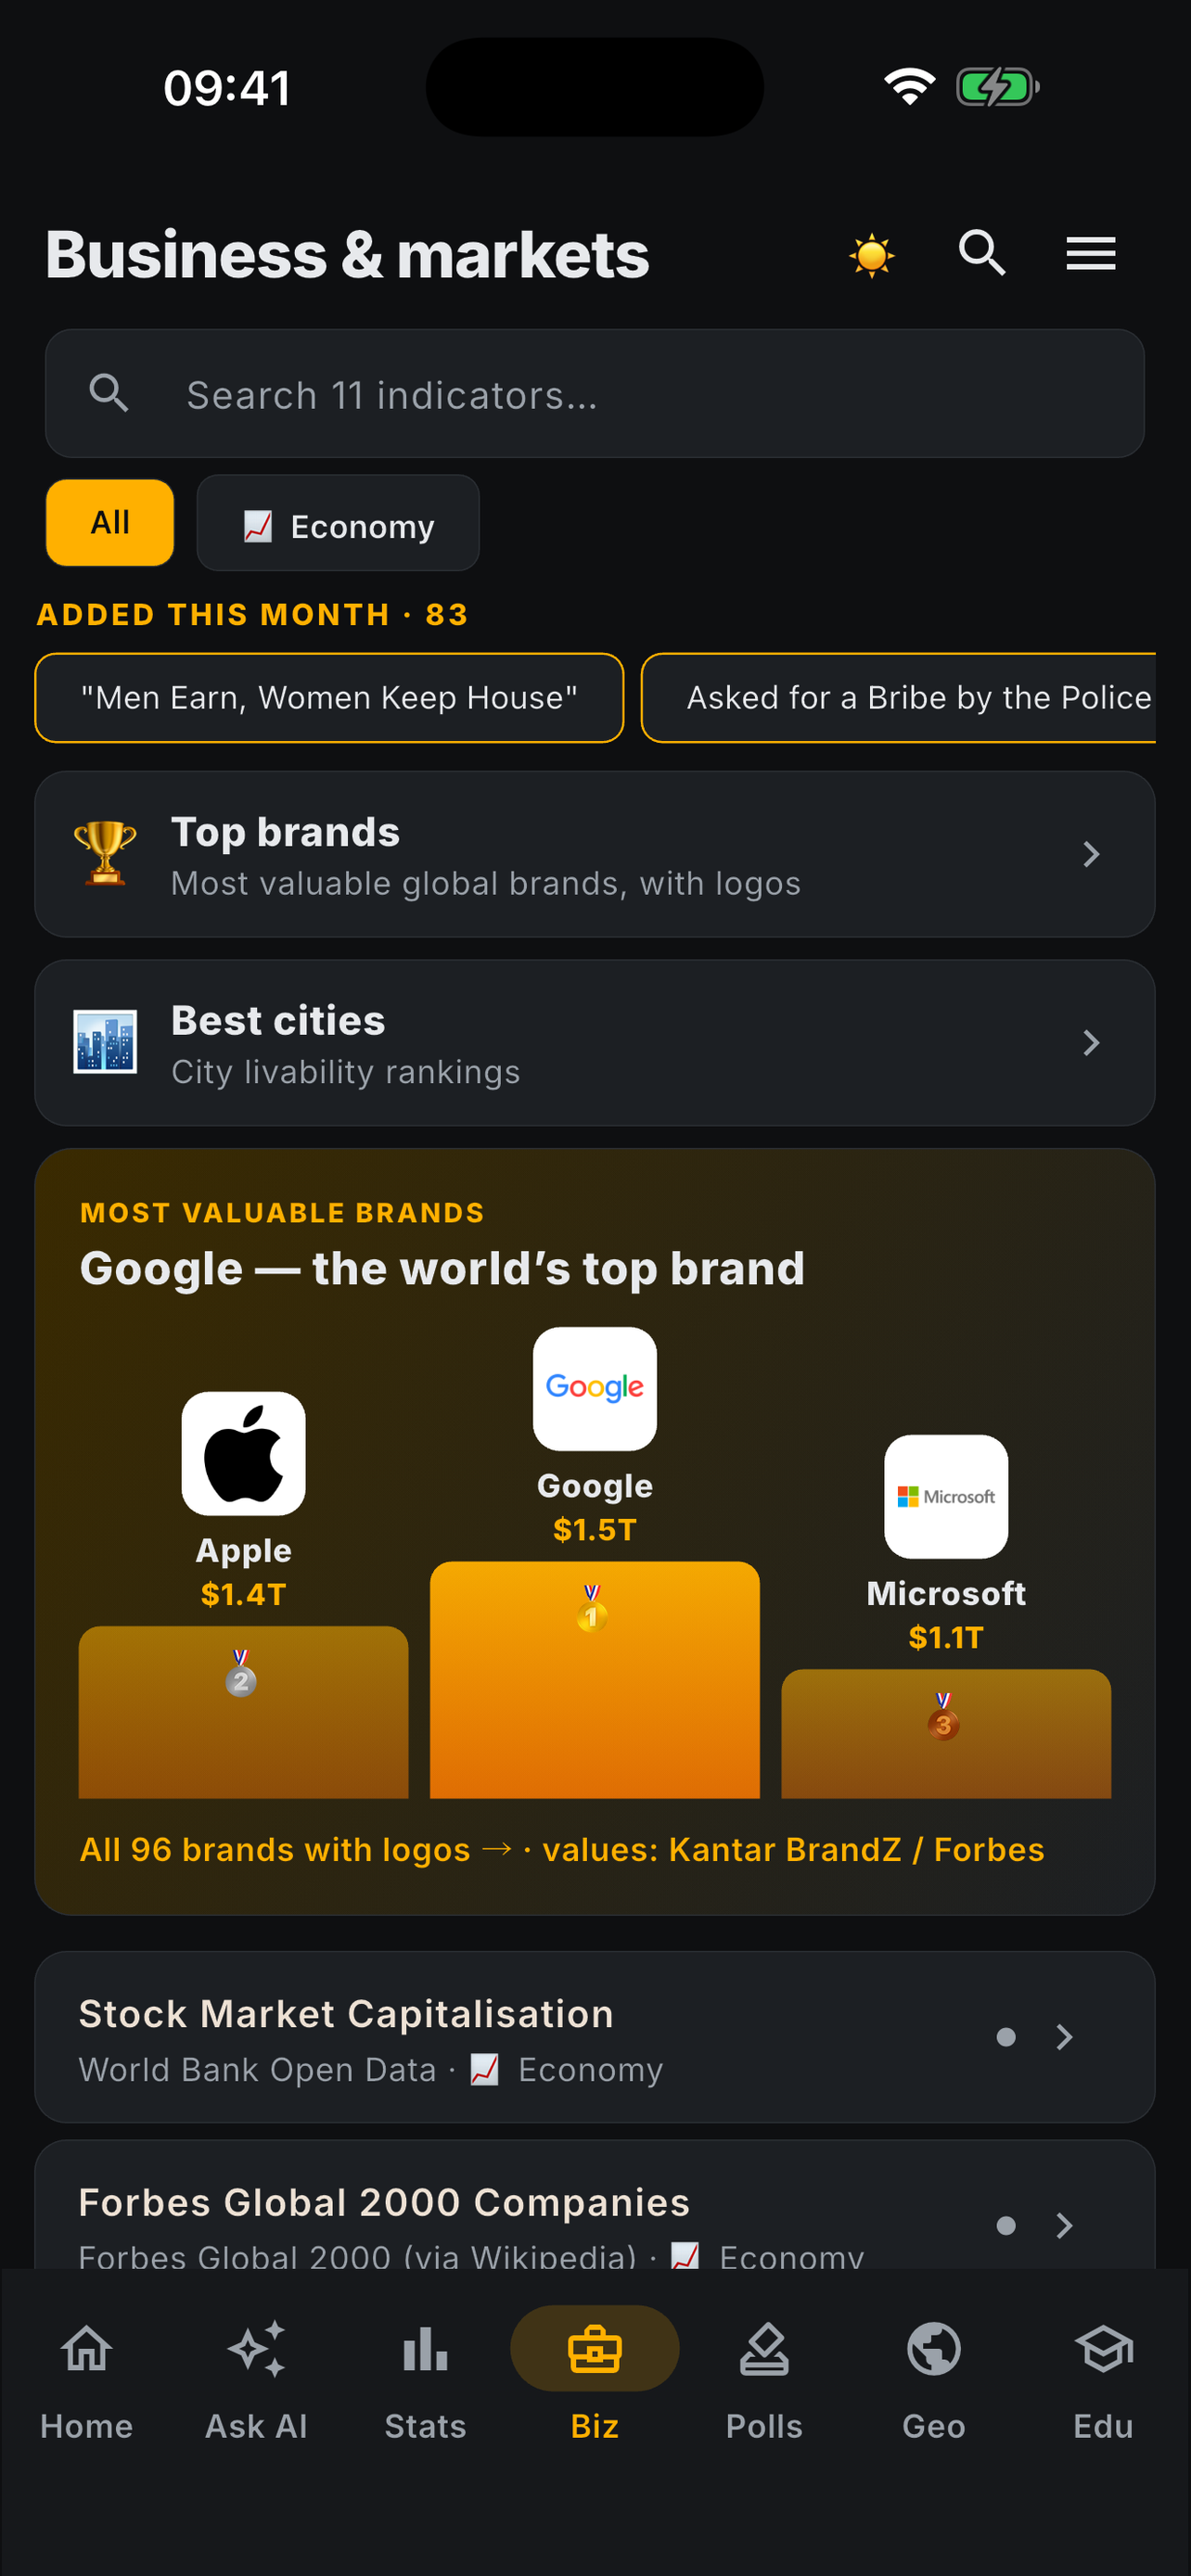 09:41
Business & markets
Search 11 indicators...
All
📈 Economy
ADDED THIS MONTH · 83
"Men Earn, Women Keep House"
Asked for a Bribe by the Police
Top brands
Most valuable global brands, with logos
Best cities
City livability rankings
MOST VALUABLE BRANDS
Google — the world’s top brand
Google
Google
$1.5T
1
Apple
$1.4T
2
Microsoft
Microsoft
$1.1T
3
All 96 brands with logos → · values: Kantar BrandZ / Forbes
Stock Market Capitalisation
World Bank Open Data · 📈 Economy
Forbes Global 2000 Companies
Forbes Global 2000 (via Wikipedia) · 📈 Economy
Home
Ask AI
Stats
Biz
Polls
Geo
Edu